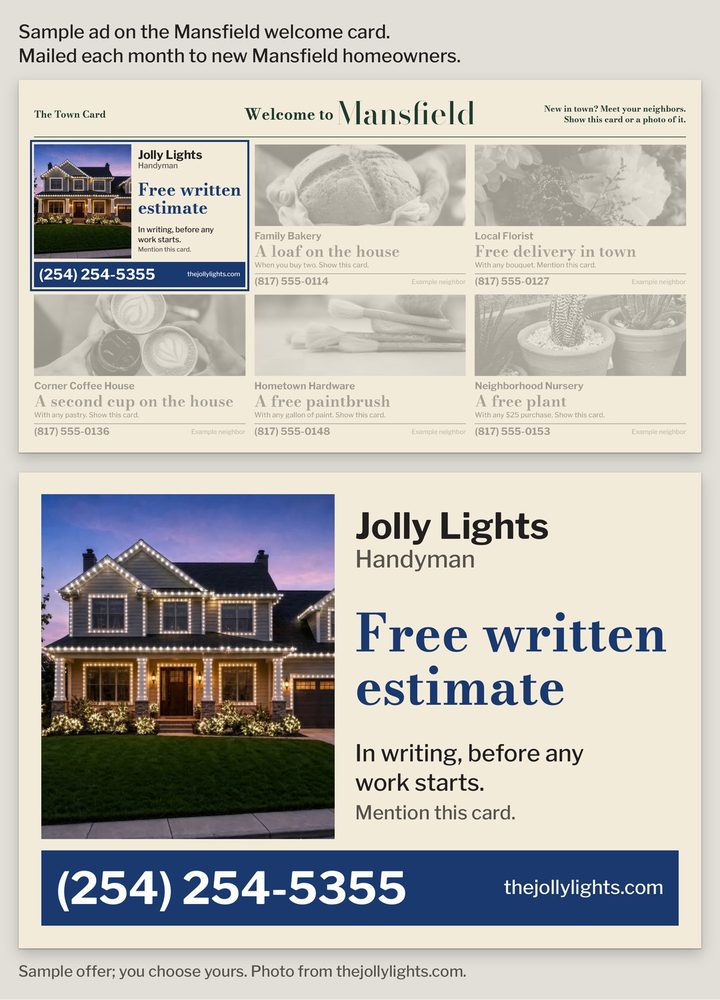 Sample ad on the Mansfield welcome card.
Mailed each month to new Mansfield homeowners.
The Town Card
Welcome to Mansfield
New in town? Meet your neighbors.
Show this card or a photo of it.
Jolly Lights
Handyman
Free written
estimate
In writing, before any
work starts.
Mention this card.
(254) 254-5355
thejollylights.com
Family Bakery
A loaf on the house
When you buy two. Show this card.
(817) 555-0114
Example neighbor
Local Florist
Free delivery in town
With any bouquet. Mention this card.
(817) 555-0127
Example neighbor
Corner Coffee House
A second cup on the house
With any pastry. Show this card.
(817) 555-0136
Example neighbor
Hometown Hardware
A free paintbrush
With any gallon of paint. Show this card.
(817) 555-0148
Example neighbor
Neighborhood Nursery
A free plant
With any $25 purchase. Show this card.
(817) 555-0153
Example neighbor
Jolly Lights
Handyman
Free written
estimate
In writing, before any
work starts.
Mention this card.
(254) 254-5355
thejollylights.com
Sample offer; you choose yours. Photo from thejollylights.com.